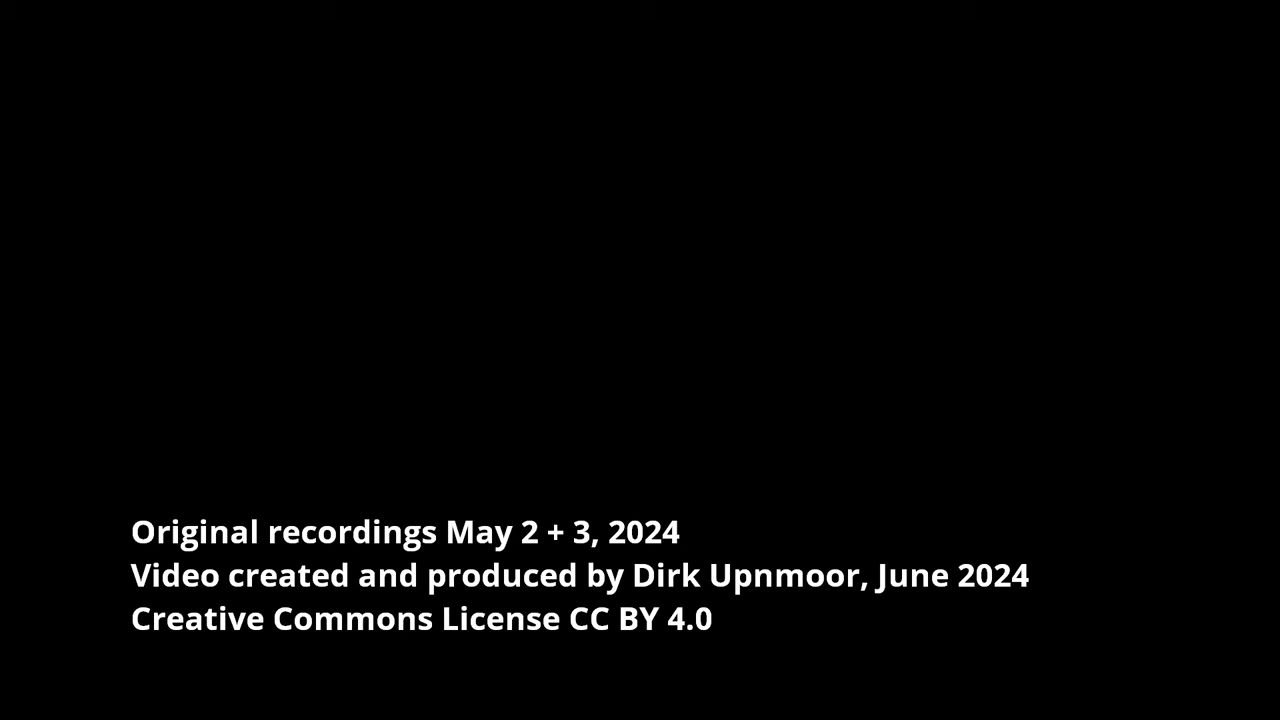 Original recordings May 2 + 3, 2024
Video created and produced by Dirk Upnmoor, June 2024
Creative Commons License CC BY 4.0